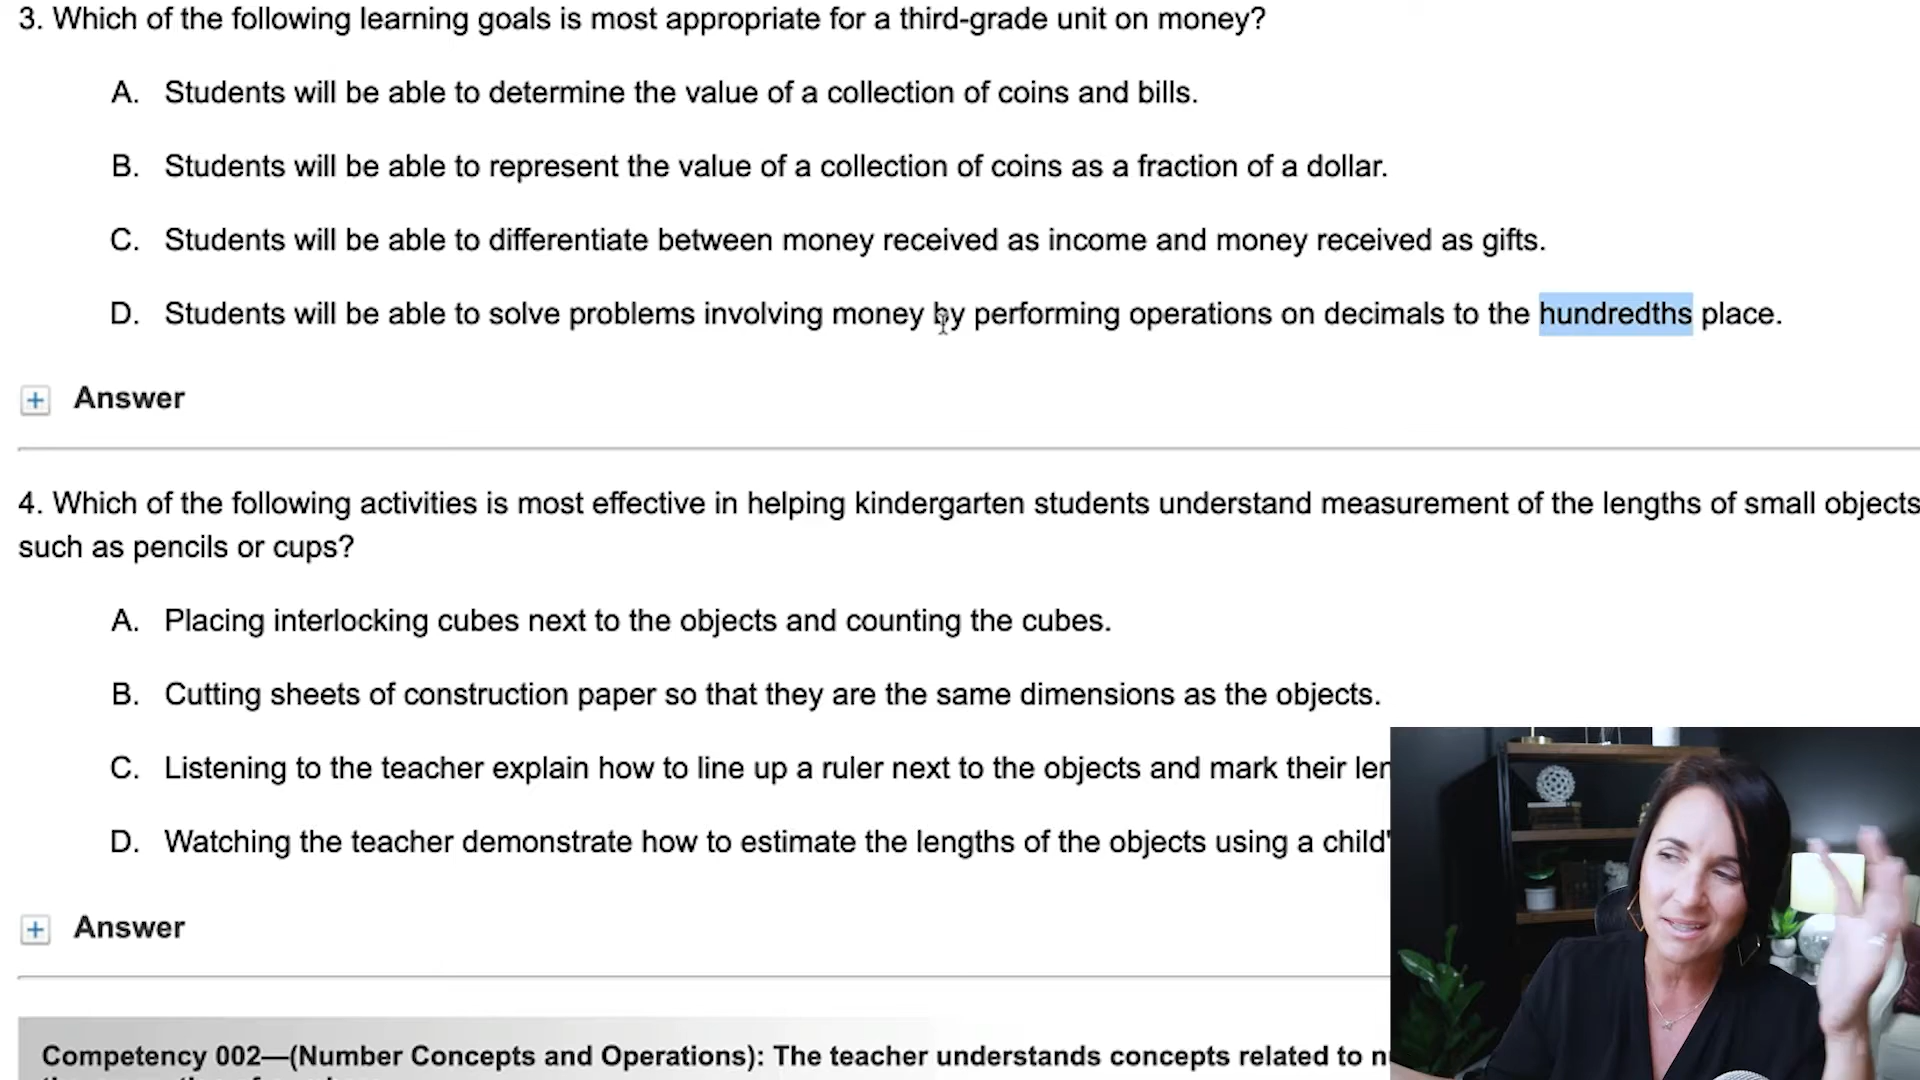 3. Which of the following learning goals is most appropriate for a third-grade unit on money?
A. Students will be able to determine the value of a collection of coins and bills.
B. Students will be able to represent the value of a collection of coins as a fraction of a dollar.
C. Students will be able to differentiate between money received as income and money received as gifts.
D. Students will be able to solve problems involving money by performing operations on decimals to the hundredths place.
+ Answer
4. Which of the following activities is most effective in helping kindergarten students understand measurement of the lengths of small objects
such as pencils or cups?
A. Placing interlocking cubes next to the objects and counting the cubes.
B. Cutting sheets of construction paper so that they are the same dimensions as the objects.
C. Listening to the teacher explain how to line up a ruler next to the objects and mark their
D. Watching the teacher demonstrate how to estimate the lengths of the objects using a child'
+ Answer
Competency 002—(Number Concepts and Operations): The teacher understands concepts related to